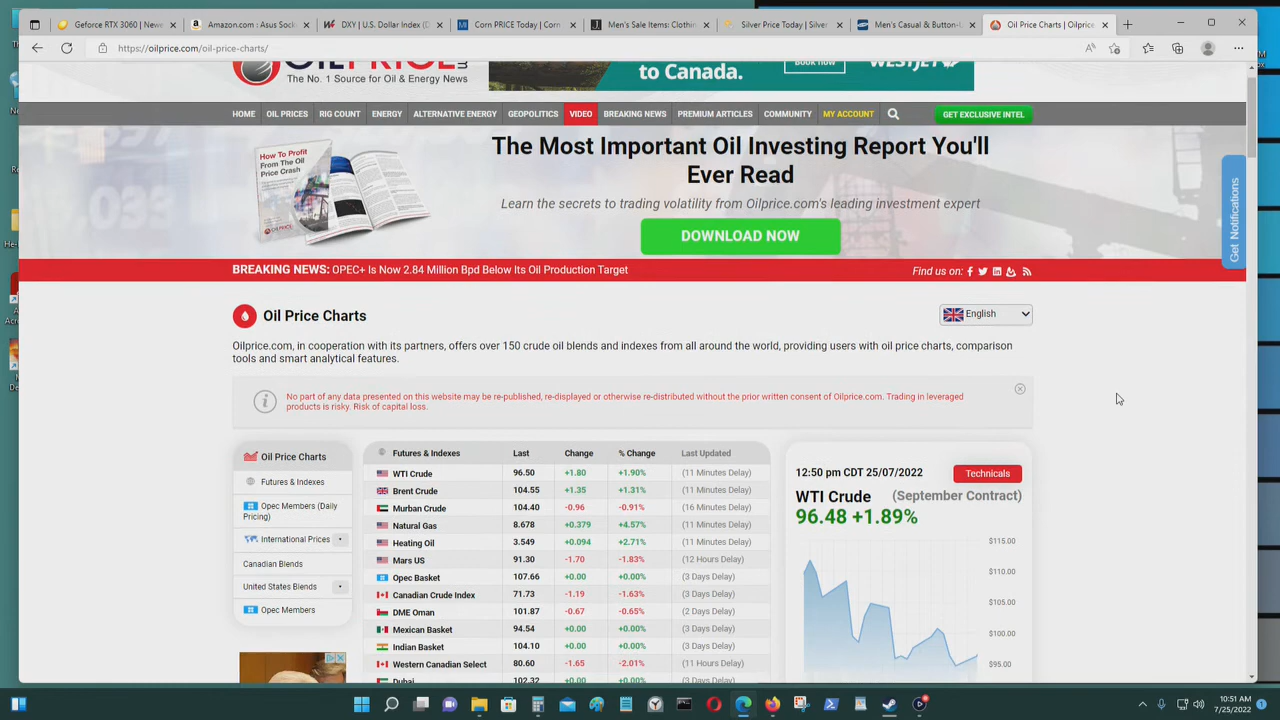 Geforce RTX 3060 | Newe
Amazon.com : Asus Sock
DXY | U.S. Dollar Index (D
Corn PRICE Today | Corn
Men's Sale Items: Clothin
Silver Price Today | Silver
Men's Casual & Button-U
Oil Price Charts | Oilprice.
https://oilprice.com/oil-price-charts/
The No. 1 Source for Oil & Energy News
to Canada.
BOOK NOW
WESTJET
HOME OIL PRICES RIG COUNT ENERGY ALTERNATIVE ENERGY GEOPOLITICS VIDEO BREAKING NEWS PREMIUM ARTICLES COMMUNITY MY ACCOUNT GET EXCLUSIVE INTEL
How To Profit
From The Oil
Price Crash
The Most Important Oil Investing Report You'll
Ever Read
Learn the secrets to trading volatility from Oilprice.com's leading investment expert
DOWNLOAD NOW
Get Notifications
BREAKING NEWS: OPEC+ Is Now 2.84 Million Bpd Below Its Oil Production Target
Find us on:
Oil Price Charts
English
Oilprice.com, in cooperation with its partners, offers over 150 crude oil blends and indexes from all around the world, providing users with oil price charts, comparison
tools and smart analytical features.
No part of any data presented on this website may be re-published, re-displayed or otherwise re-distributed without the prior written consent of Oilprice.com. Trading in leveraged
products is risky. Risk of capital loss.
Oil Price Charts
Futures & Indexes
Opec Members (Daily
Pricing)
International Prices
Canadian Blends
United States Blends
Opec Members
Futures & Indexes Last Change % Change Last Updated
WTI Crude 96.50 +1.80 +1.90% (11 Minutes Delay)
Brent Crude 104.55 +1.35 +1.31% (11 Minutes Delay)
Murban Crude 104.40 -0.96 -0.91% (16 Minutes Delay)
Natural Gas 8.678 +0.379 +4.57% (11 Minutes Delay)
Heating Oil 3.549 +0.094 +2.71% (11 Minutes Delay)
Mars US 91.30 -1.70 -1.83% (12 Hours Delay)
Opec Basket 107.66 +0.00 +0.00% (3 Days Delay)
Canadian Crude Index 71.73 -1.19 -1.63% (3 Days Delay)
DME Oman 101.87 -0.67 -0.65% (2 Days Delay)
Mexican Basket 94.54 +0.00 +0.00% (3 Days Delay)
Indian Basket 104.10 +0.00 +0.00% (3 Days Delay)
Western Canadian Select 80.60 -1.65 -2.01% (11 Hours Delay)
Dubai 102.32 +0.00 +0.00% (3 Days Delay)
12:50 pm CDT 25/07/2022
Technicals
WTI Crude (September Contract)
96.48 +1.89%
$115.00
$110.00
$105.00
$100.00
$95.00
10:51 AM
7/25/2022